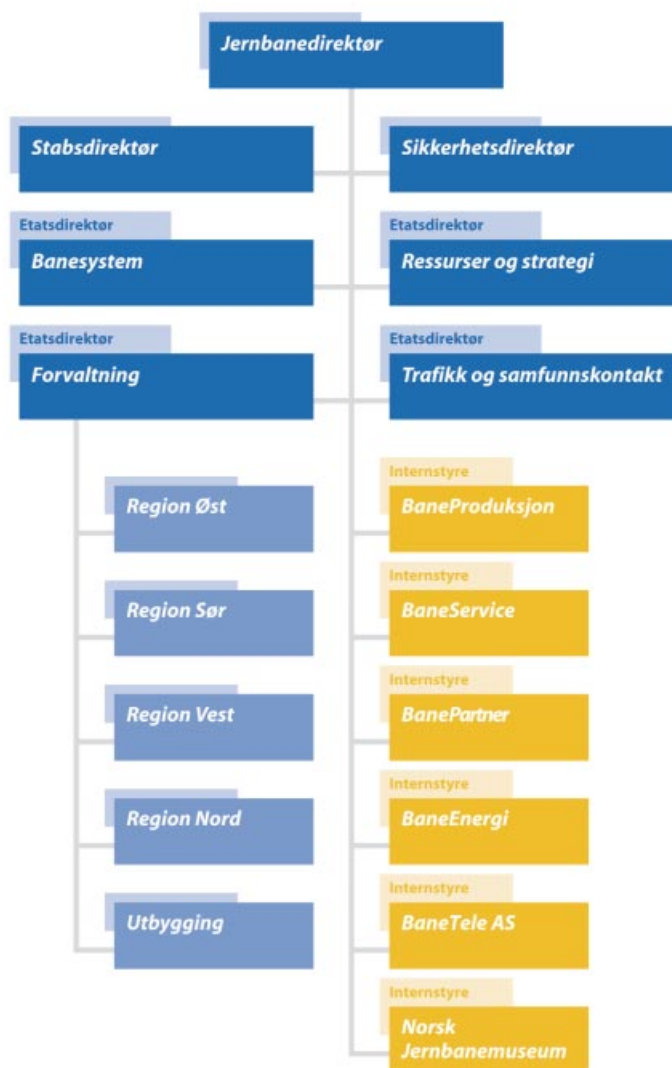 Jernbanedirektør
Stabsdirektør
Sikkerhetsdirektør
Etatsdirektør
Banesystem
Etatsdirektør
Ressurser og strategi
Etatsdirektør
Forvaltning
Etatsdirektør
Trafikk og samfunnskontakt
Region Øst
Region Sør
Region Vest
Region Nord
Utbygging
Internstyre
BaneProduksjon
Internstyre
BaneService
Internstyre
BanePartner
Internstyre
BaneEnergi
Internstyre
BaneTele AS
Internstyre
Norsk
Jernbanemuseum